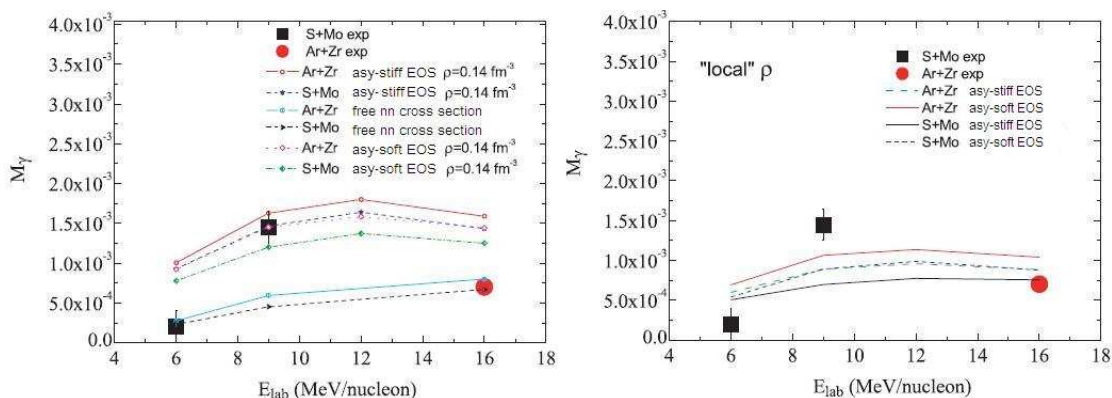 4.0x10⁻³
3.5x10⁻³
3.0x10⁻³
2.5x10⁻³
2.0x10⁻³
1.5x10⁻³
1.0x10⁻³
5.0x10⁻⁴
0.0
Mγ
S+Mo exp
Ar+Zr exp
Ar+Zr asy-stiff EOS ρ=0.14 fm⁻³
S+Mo asy-stiff EOS ρ=0.14 fm⁻³
Ar+Zr free nn cross section
S+Mo free nn cross section
Ar+Zr asy-soft EOS ρ=0.14 fm⁻³
S+Mo asy-soft EOS ρ=0.14 fm⁻³
4 6 8 10 12 14 16 18
E_lab (MeV/nucleon)
4.0x10⁻³
3.5x10⁻³
3.0x10⁻³
2.5x10⁻³
2.0x10⁻³
1.5x10⁻³
1.0x10⁻³
5.0x10⁻⁴
0.0
Mγ
"local" ρ
S+Mo exp
Ar+Zr exp
Ar+Zr asy-stiff EOS
Ar+Zr asy-soft EOS
S+Mo asy-stiff EOS
S+Mo asy-soft EOS
4 6 8 10 12 14 16 18
E_lab (MeV/nucleon)